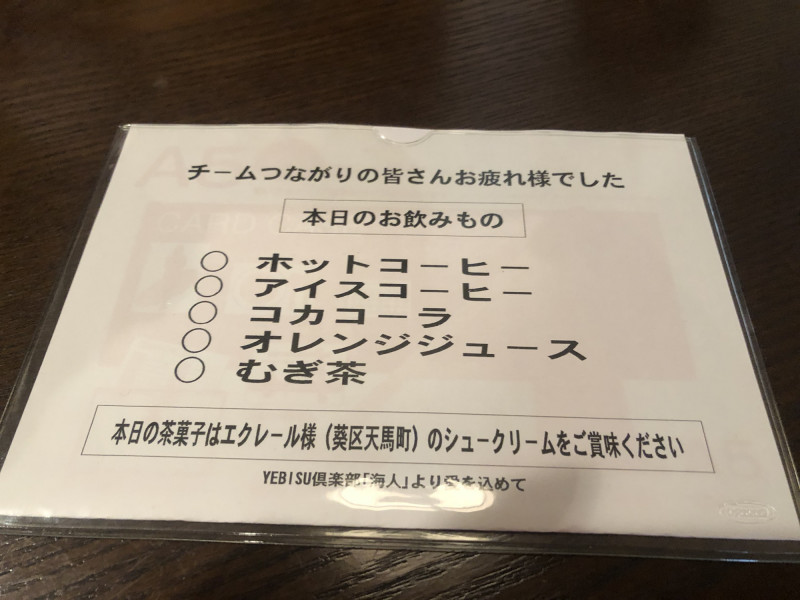 チームつながりの皆さんお疲れ様でした
本日のお飲みもの
○ ホットコーヒー
○ アイスコーヒー
○ コカコーラ
○ オレンジジュース
○ むぎ茶
本日の茶菓子はエクレール様(葵区天馬町)のシュークリームをご賞味ください
YEBISU倶楽部｢海人｣より愛を込めて